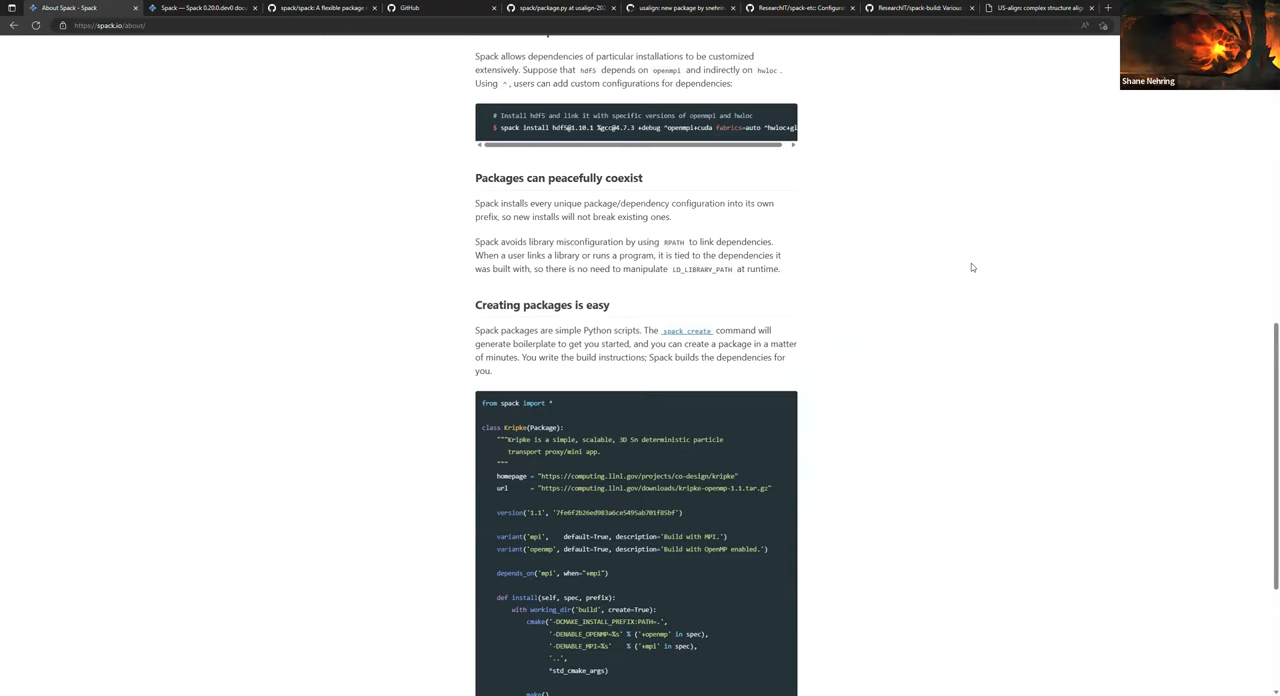 About Spack - Spack
Spack — Spack 0.20.0.dev0 docu
spack/spack: A flexible package
GitHub
spack/package.py at usalign-202
usalign: new package by snehrin
ResearchIT/spack-etc: Configurat
ResearchIT/spack-build: Various
US-align: complex structure alig
https://spack.io/about/
Shane Nehring
Spack allows dependencies of particular installations to be customized
extensively. Suppose that hdf5 depends on openmpi and indirectly on hwloc .
Using ^ , users can add custom configurations for dependencies:
# Install hdf5 and link it with specific versions of openmpi and hwloc
$ spack install hdf5@1.10.1 %gcc@4.7.3 +debug ^openmpi+cuda fabrics=auto ^hwloc+gl
Packages can peacefully coexist
Spack installs every unique package/dependency configuration into its own
prefix, so new installs will not break existing ones.
Spack avoids library misconfiguration by using RPATH to link dependencies.
When a user links a library or runs a program, it is tied to the dependencies it
was built with, so there is no need to manipulate LD_LIBRARY_PATH at runtime.
Creating packages is easy
Spack packages are simple Python scripts. The spack create command will
generate boilerplate to get you started, and you can create a package in a matter
of minutes. You write the build instructions; Spack builds the dependencies for
you.
from spack import *
class Kripke(Package):
"""Kripke is a simple, scalable, 3D Sn deterministic particle
transport proxy/mini app.
"""
homepage = "https://computing.llnl.gov/projects/co-design/kripke"
url = "https://computing.llnl.gov/downloads/kripke-openmp-1.1.tar.gz"
version('1.1', '7fe6f2b26ed983a6ce5495ab701f85bf')
variant('mpi', default=True, description='Build with MPI.')
variant('openmp', default=True, description='Build with OpenMP enabled.')
depends_on('mpi', when="+mpi")
def install(self, spec, prefix):
with working_dir('build', create=True):
cmake('-DCMAKE_INSTALL_PREFIX:PATH=.',
'-DENABLE_OPENMP=%s' % ('+openmp' in spec),
'-DENABLE_MPI=%s' % ('+mpi' in spec),
'..',
*std_cmake_args)
make()